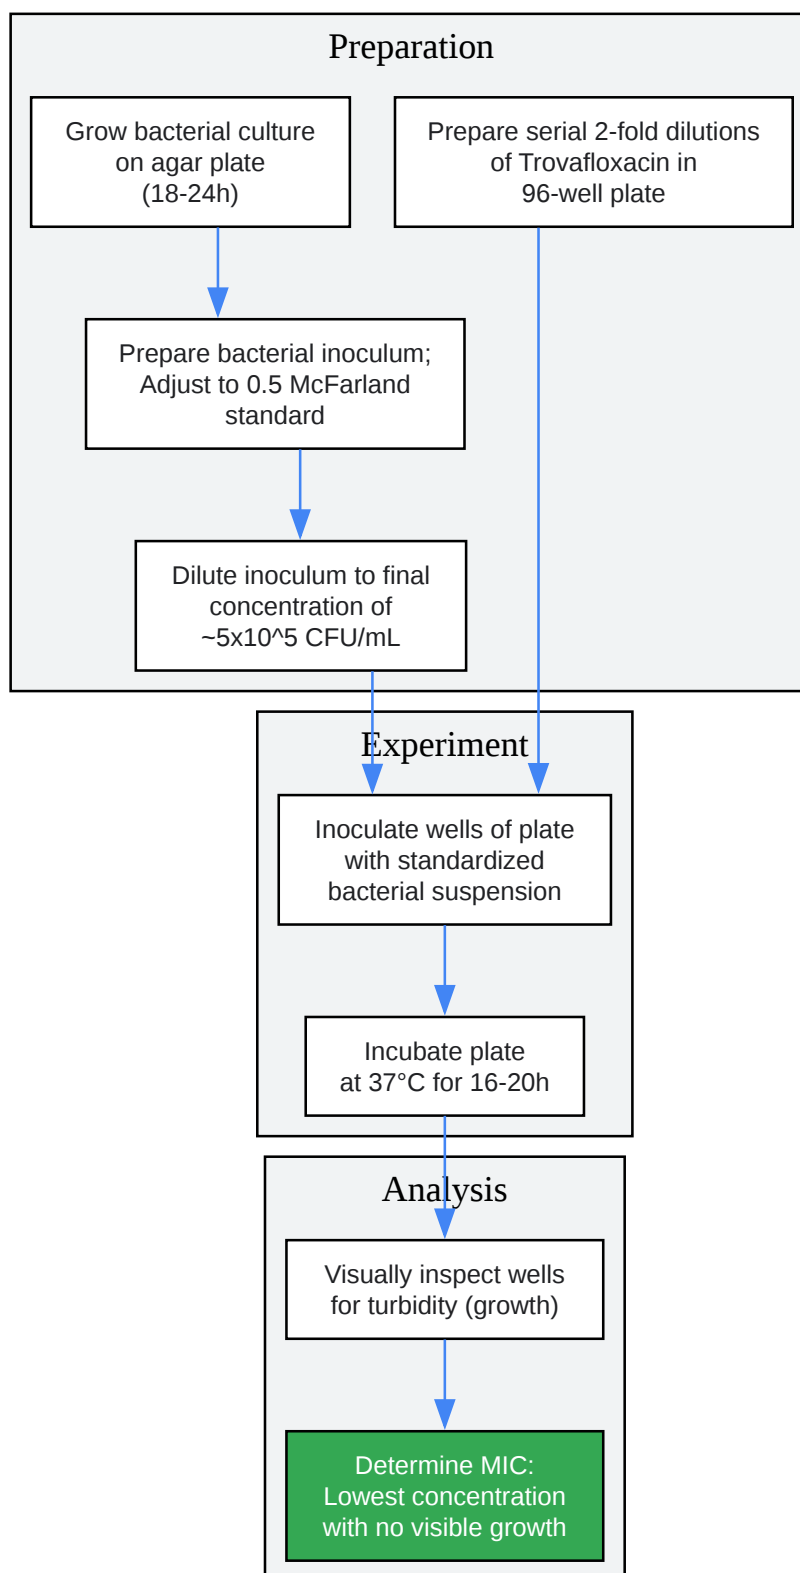 Preparation
Grow bacterial culture
on agar plate
(18-24h)
Prepare serial 2-fold dilutions
of Trovafloxacin in
96-well plate
Prepare bacterial inoculum;
Adjust to 0.5 McFarland
standard
Dilute inoculum to final
concentration of
~5x10^5 CFU/mL
Experiment
Inoculate wells of plate
with standardized
bacterial suspension
Incubate plate
at 37°C for 16-20h
Analysis
Visually inspect wells
for turbidity (growth)
Determine MIC:
Lowest concentration
with no visible growth